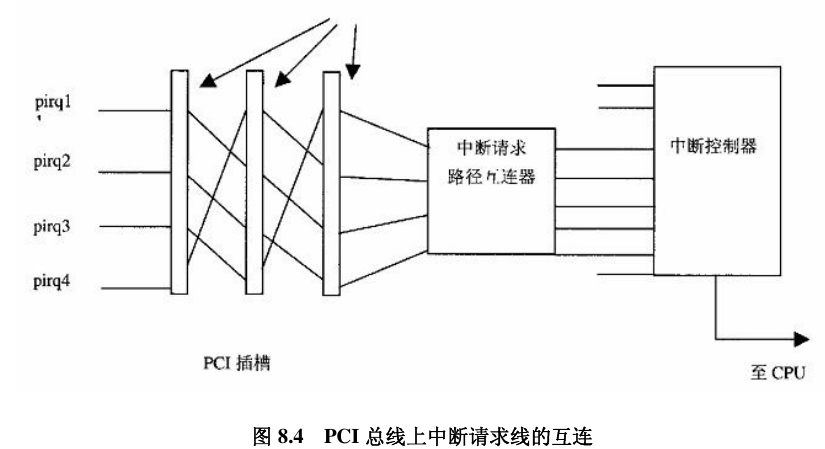 pirq1
pirq2
pirq3
pirq4
中断请求
路径互连器
中断控制器
PCI 插槽
至 CPU
图 8.4 PCI 总线上中断请求线的互连